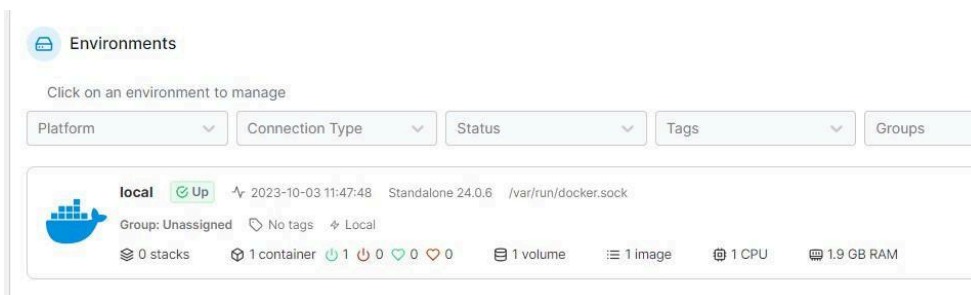 Environments
Click on an environment to manage
Platform Connection Type Status Tags Groups
local Up 2023-10-03 11:47:48 Standalone 24.0.6 /var/run/docker.sock
Group: Unassigned No tags Local
0 stacks 1 container 1 0 0 0 1 volume 1 image 1 CPU 1.9 GB RAM